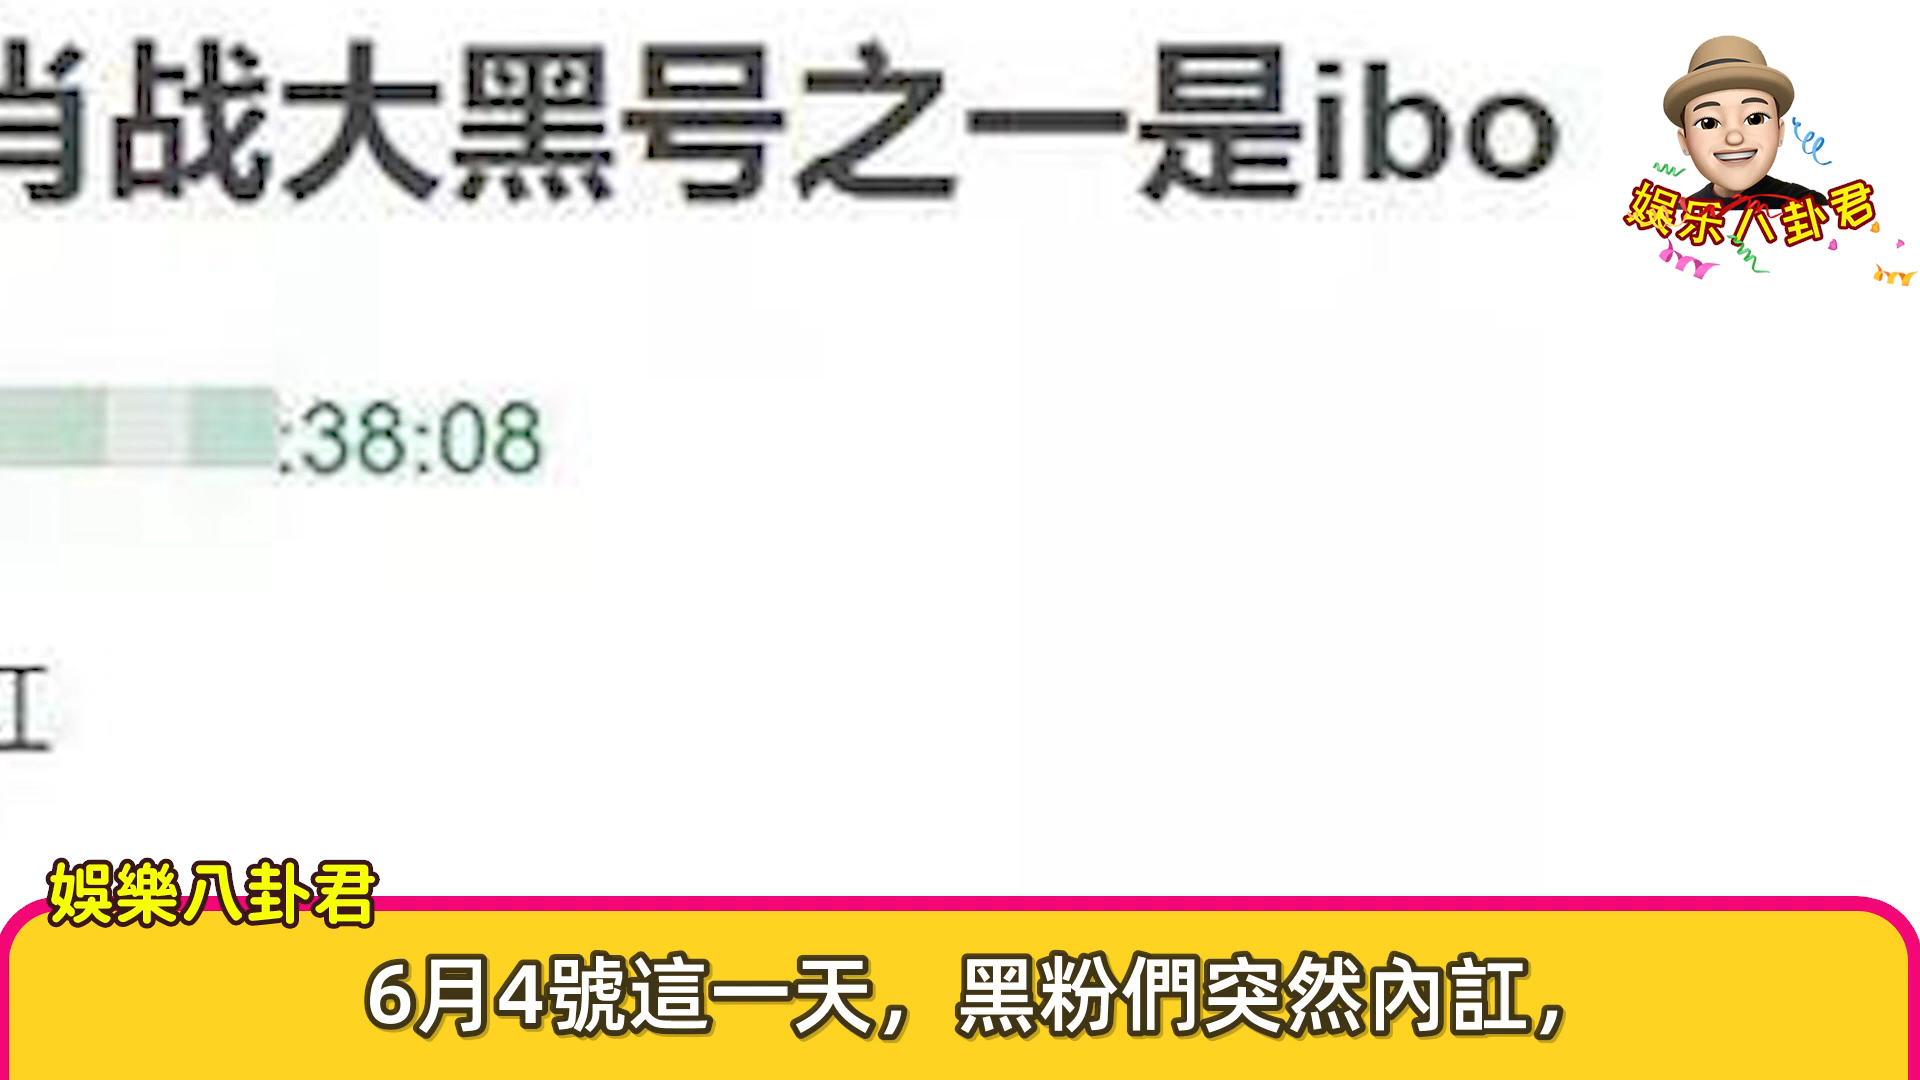 肖战大黑号之一是ibo
娱乐八卦君
:38:08
娛樂八卦君
6月4號這一天，黑粉們突然內訌，